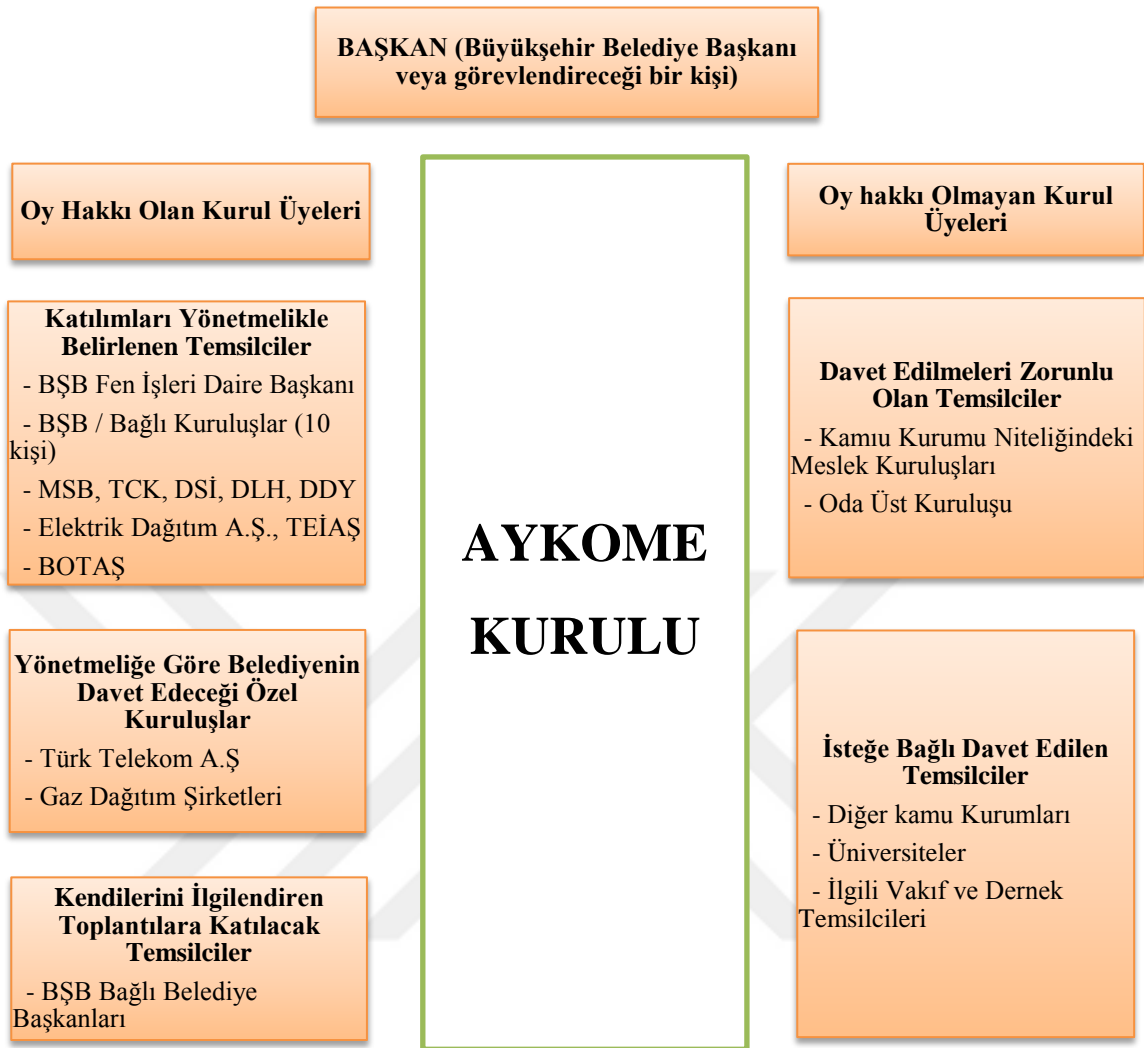 BAŞKAN (Büyükşehir Belediye Başkanı
veya görevlendireceği bir kişi)
Oy Hakkı Olan Kurul Üyeleri
Katılımları Yönetmelikle
Belirlenen Temsilciler
- BŞB Fen İşleri Daire Başkanı
- BŞB / Bağlı Kuruluşlar (10
kişi)
- MSB, TCK, DSİ, DLH, DDY
- Elektrik Dağıtım A.Ş., TEİAŞ
- BOTAŞ
Yönetmeliğe Göre Belediyenin
Davet Edeceği Özel
Kuruluşlar
- Türk Telekom A.Ş
- Gaz Dağıtım Şirketleri
Kendilerini İlgilendiren
Toplantılara Katılacak
Temsilciler
- BŞB Bağlı Belediye
Başkanları
AYKOME
KURULU
Oy hakkı Olmayan Kurul
Üyeleri
Davet Edilmeleri Zorunlu
Olan Temsilciler
- Kamıu Kurumu Niteliğindeki
Meslek Kuruluşları
- Oda Üst Kuruluşu
İsteğe Bağlı Davet Edilen
Temsilciler
- Diğer kamu Kurumları
- Üniversiteler
- İlgili Vakıf ve Dernek
Temsilcileri